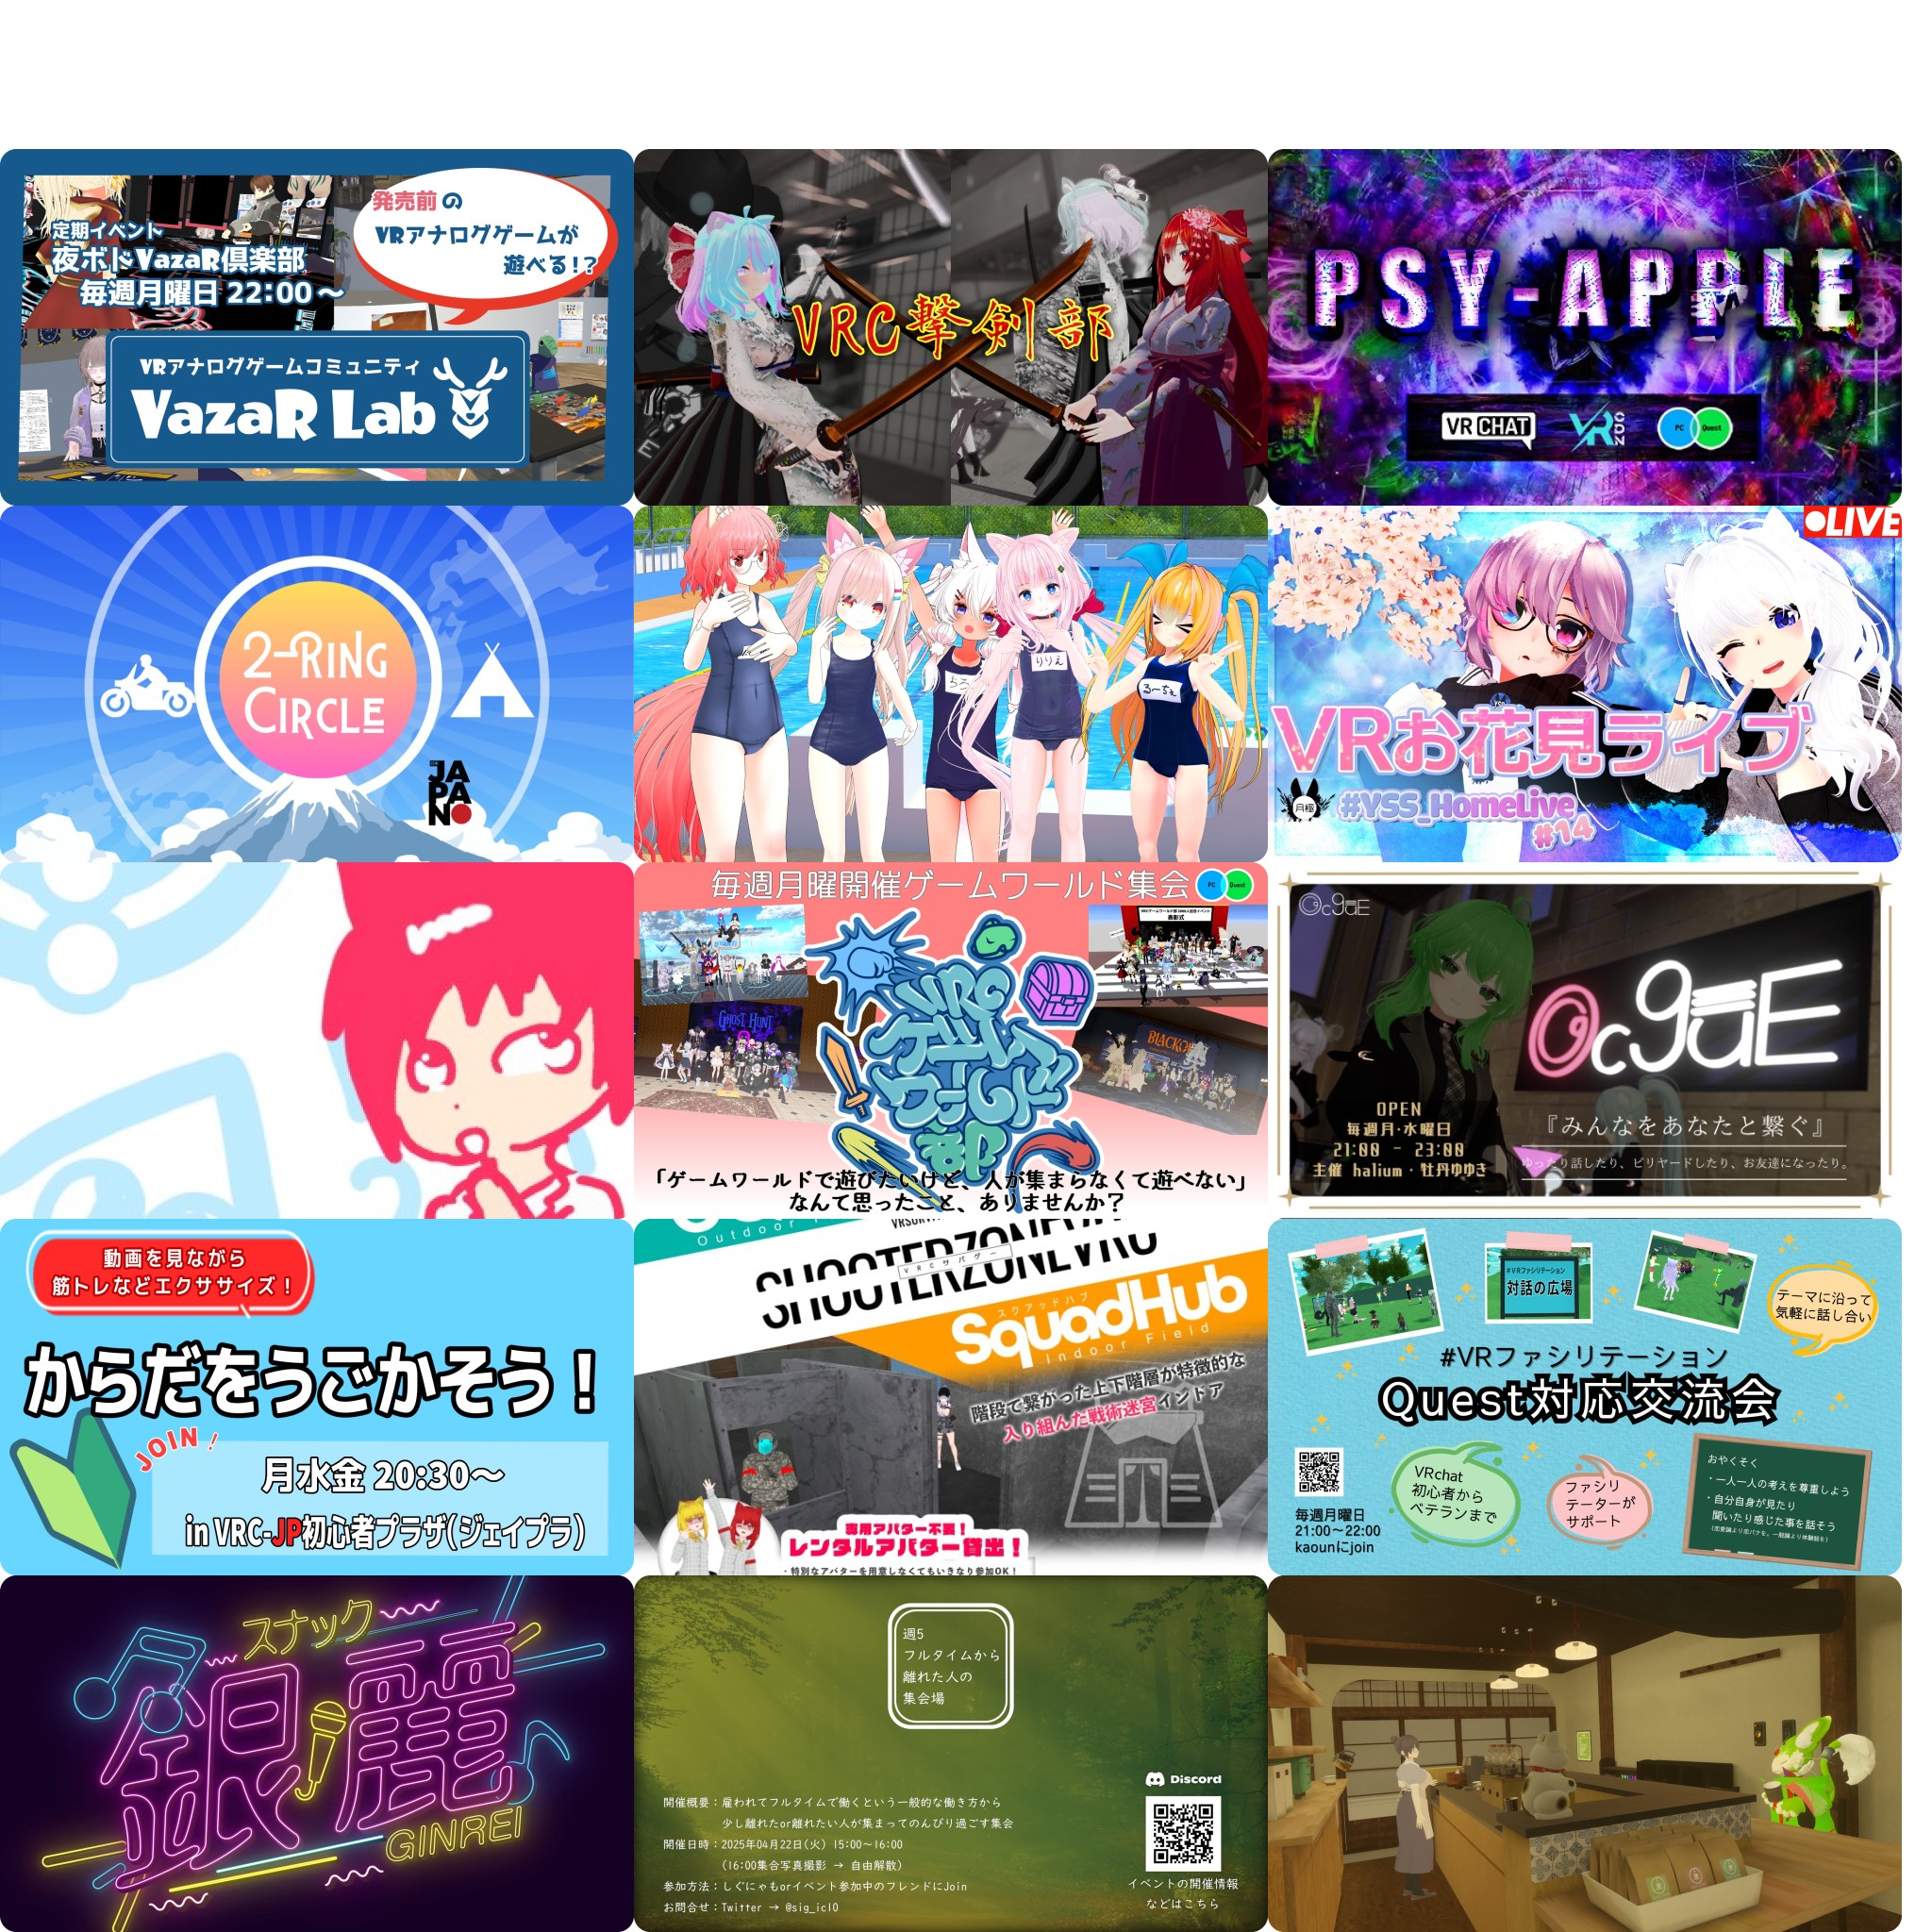 定期イベント
夜ボドVazaR倶楽部
毎週月曜日 22:00～
発売前の
VRアナログゲームが
遊べる!?
VRアナログゲームコミュニティ
VazaR Lab
VRC撃剣部
PSY-APPLE
VRCHAT
PC
Quest
2-RING
CIRCLE
JA
PA
NO
りりえ
るーちぇ
LIVE
VRお花見ライブ
月極
#YSS_HomeLive
#14
毎週月曜開催ゲームワールド集会
PC
Quest
GHOST HUNT
VRC
ゲームワールド部
「ゲームワールドで遊びたいけど、人が集まらなくて遊べない」
なんて思ったこと、ありませんか？
OcguE
OcguE
OPEN
毎週月・水曜日
21:00 - 23:00
主催 halium・牡丹ゆゆき
『みんなをあなたと繋ぐ』
ゆったり話したり、ビリヤードしたり、お友達になったり。
動画を見ながら
筋トレなどエクササイズ！
からだをうごかそう！
JOIN！
月水金 20:30～
in VRC-JP初心者プラザ（ジェイプラ）
Outdoor
SHOOTERZONEVRC
VRCサバゲー
スクアッドハブ
SquadHub
Indoor Field
階段で繋がった上下階層が特徴的な
入り組んだ戦術迷宮インドア
専用アバター不要！
レンタルアバター貸出！
・特別なアバターを用意しなくてもいきなり参加OK！
#VRファシリテーション
対話の広場
テーマに沿って
気軽に話し合い
#VRファシリテーション
Quest対応交流会
VRchat
初心者から
ベテランまで
ファシリ
テーターが
サポート
おやくそく
・一人一人の考えを尊重しよう
・自分自身が見たり
聞いたり感じた事を話そう
毎週月曜日
21:00～22:00
kaounにjoin
スナック
銀麗
GINREI
週5
フルタイムから
離れた人の
集会場
Discord
開催概要：雇われてフルタイムで働くという一般的な働き方から
少し離れたor離れたい人が集まってのんびり過ごす集会
開催日時：2025年04月22日(火) 15:00～16:00
(16:00集合写真撮影 → 自由解散)
参加方法：しぐにゃもorイベント参加中のフレンドにJoin
お問合せ：Twitter → @sig_ic10
イベントの開催情報
などはこちら